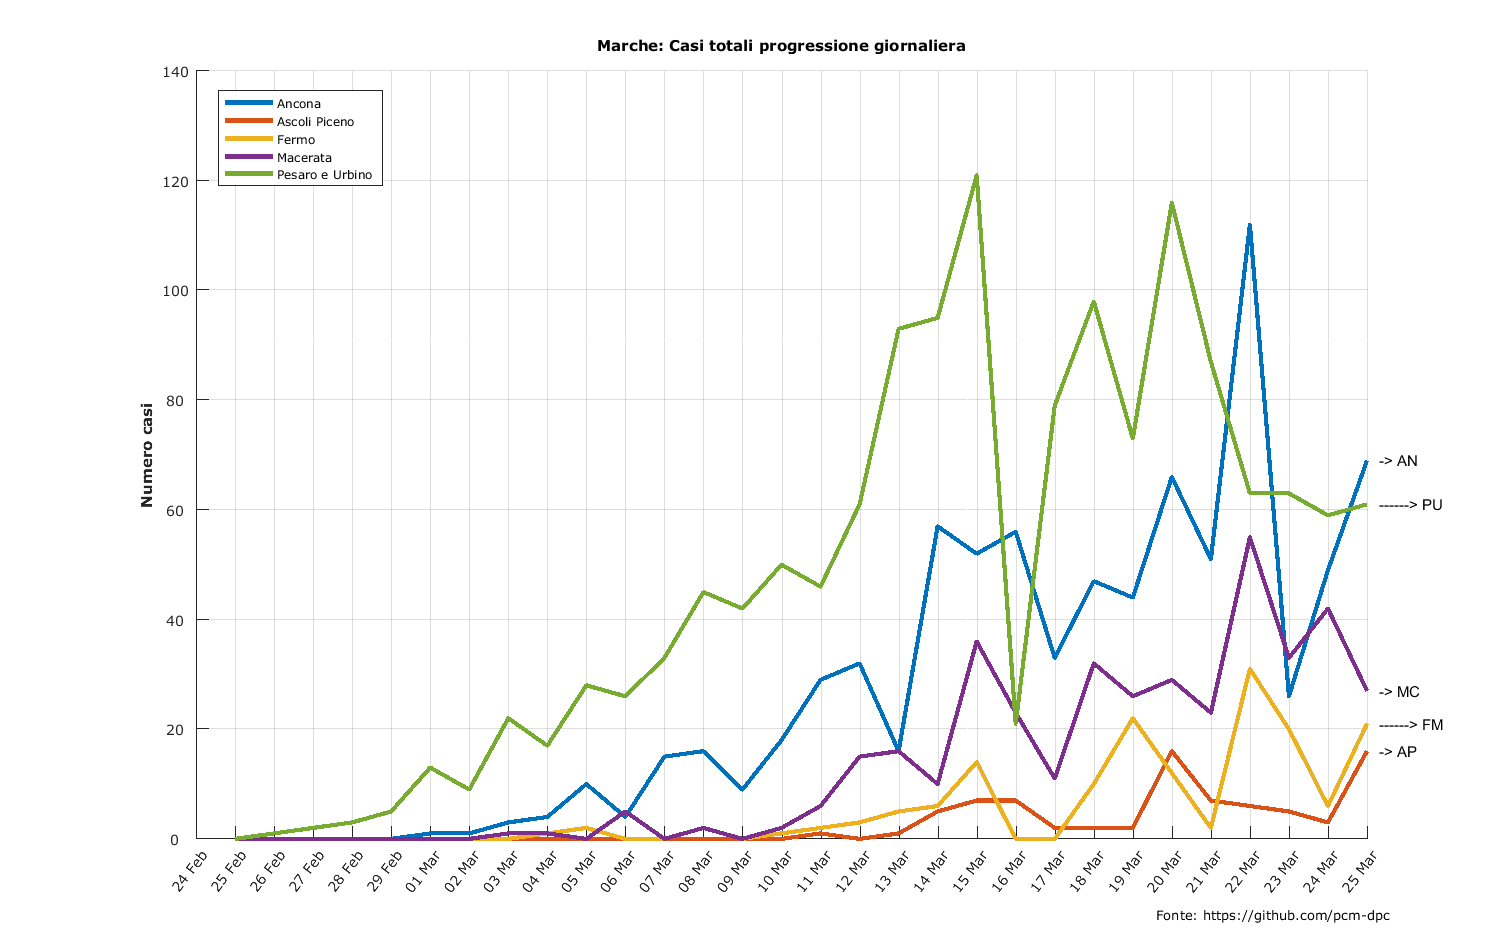 Marche: Casi totali progressione giornaliera
140
120
100
80
60
40
20
0
Numero casi
Ancona
Ascoli Piceno
Fermo
Macerata
Pesaro e Urbino
-> AN
------> PU
-> MC
------> FM
-> AP
24 Feb
25 Feb
26 Feb
27 Feb
28 Feb
29 Feb
01 Mar
02 Mar
03 Mar
04 Mar
05 Mar
06 Mar
07 Mar
08 Mar
09 Mar
10 Mar
11 Mar
12 Mar
13 Mar
14 Mar
15 Mar
16 Mar
17 Mar
18 Mar
19 Mar
20 Mar
21 Mar
22 Mar
23 Mar
24 Mar
25 Mar
Fonte: https://github.com/pcm-dpc